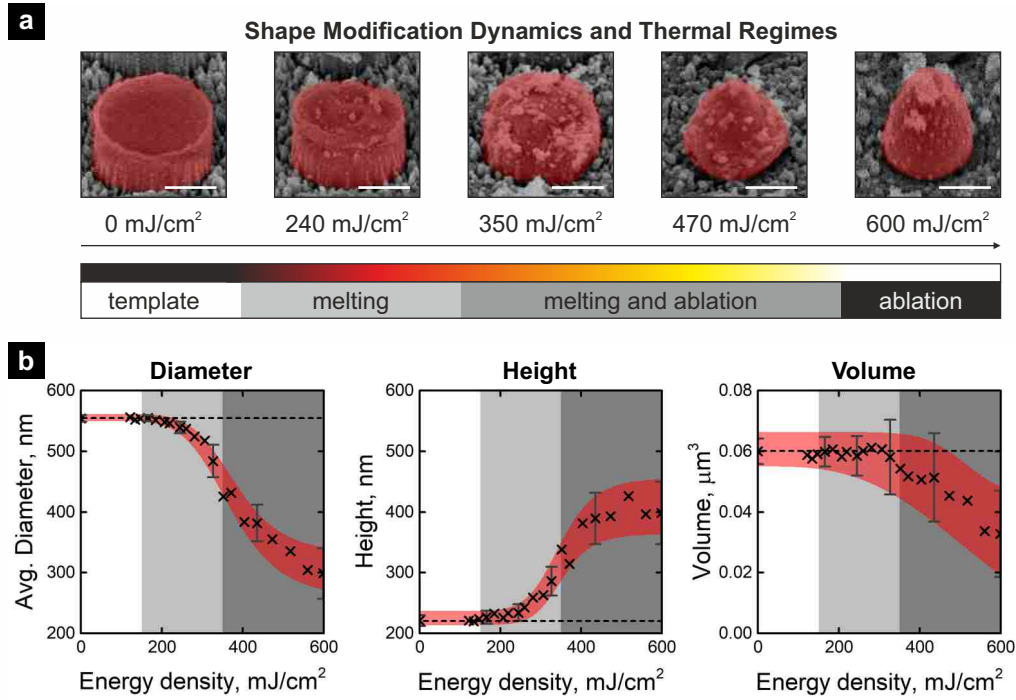 a
Shape Modification Dynamics and Thermal Regimes
0 mJ/cm² 240 mJ/cm² 350 mJ/cm² 470 mJ/cm² 600 mJ/cm²
template melting melting and ablation ablation
b
Diameter
Avg. Diameter, nm
600
500
400
300
200
0 200 400 600
Energy density, mJ/cm²
Height
Height, nm
600
500
400
300
200
0 200 400 600
Energy density, mJ/cm²
Volume
Volume, μm³
0.08
0.06
0.04
0.02
0.00
0 200 400 600
Energy density, mJ/cm²